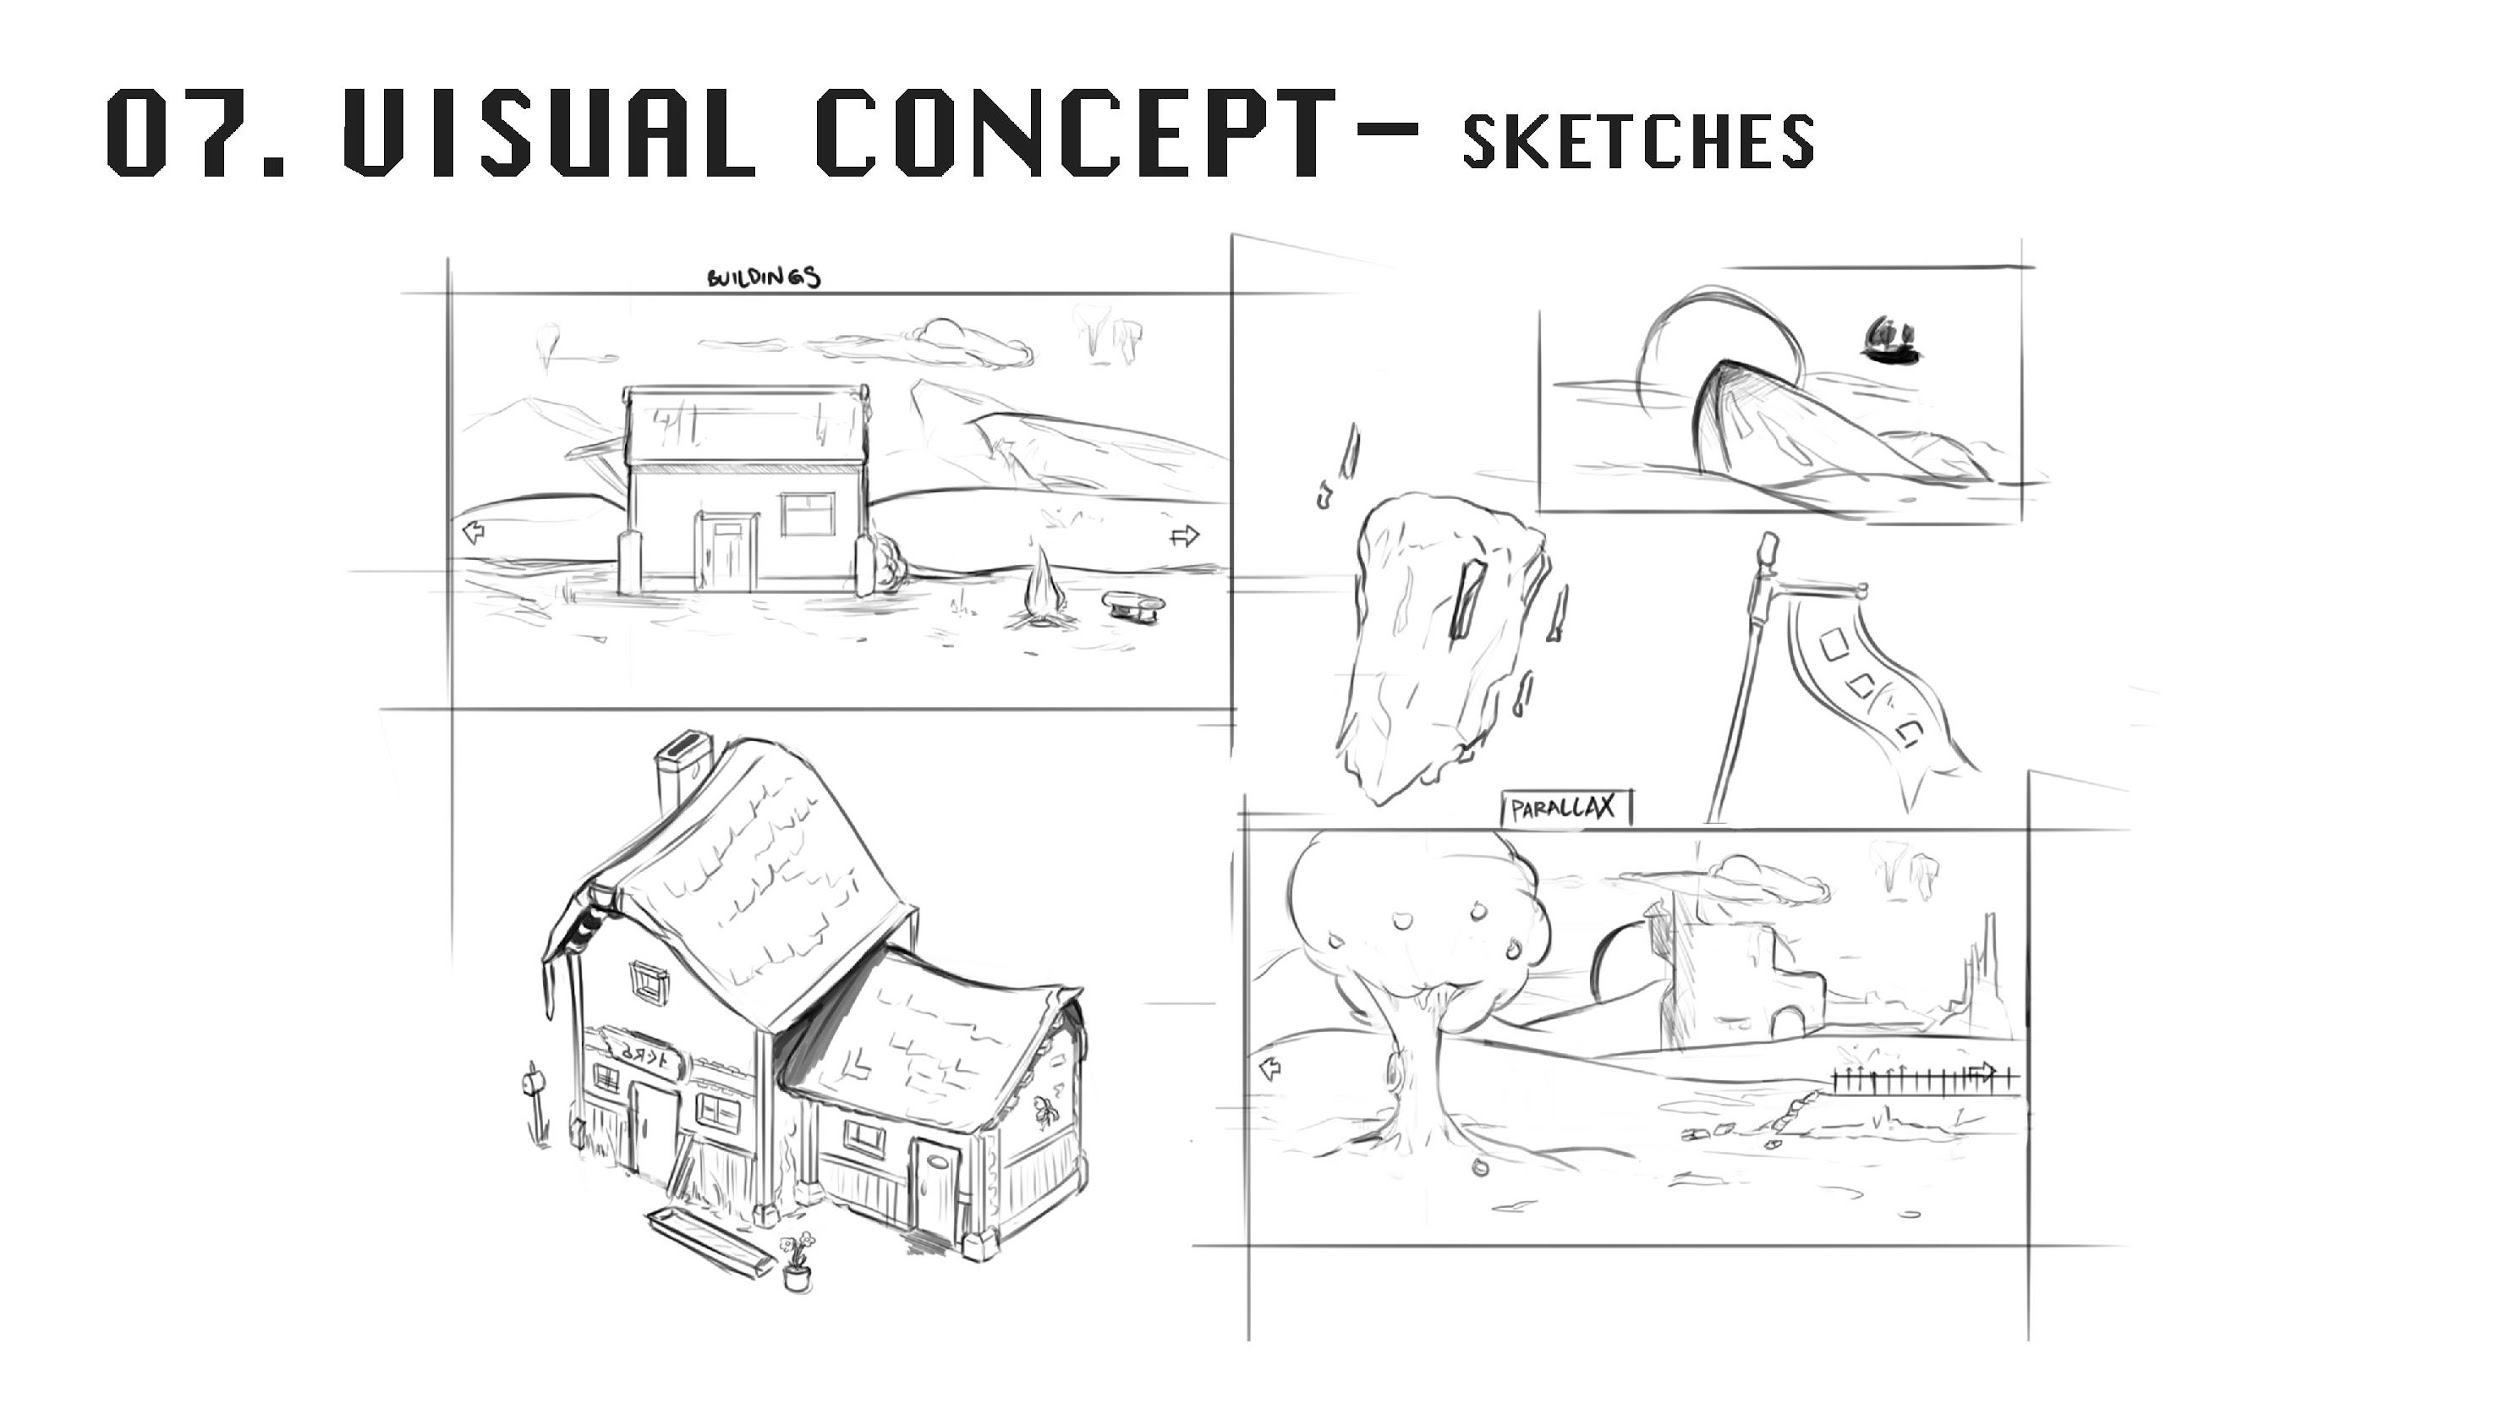 07. VISUAL CONCEPT - SKETCHES
BUILDINGS
PARALLAX